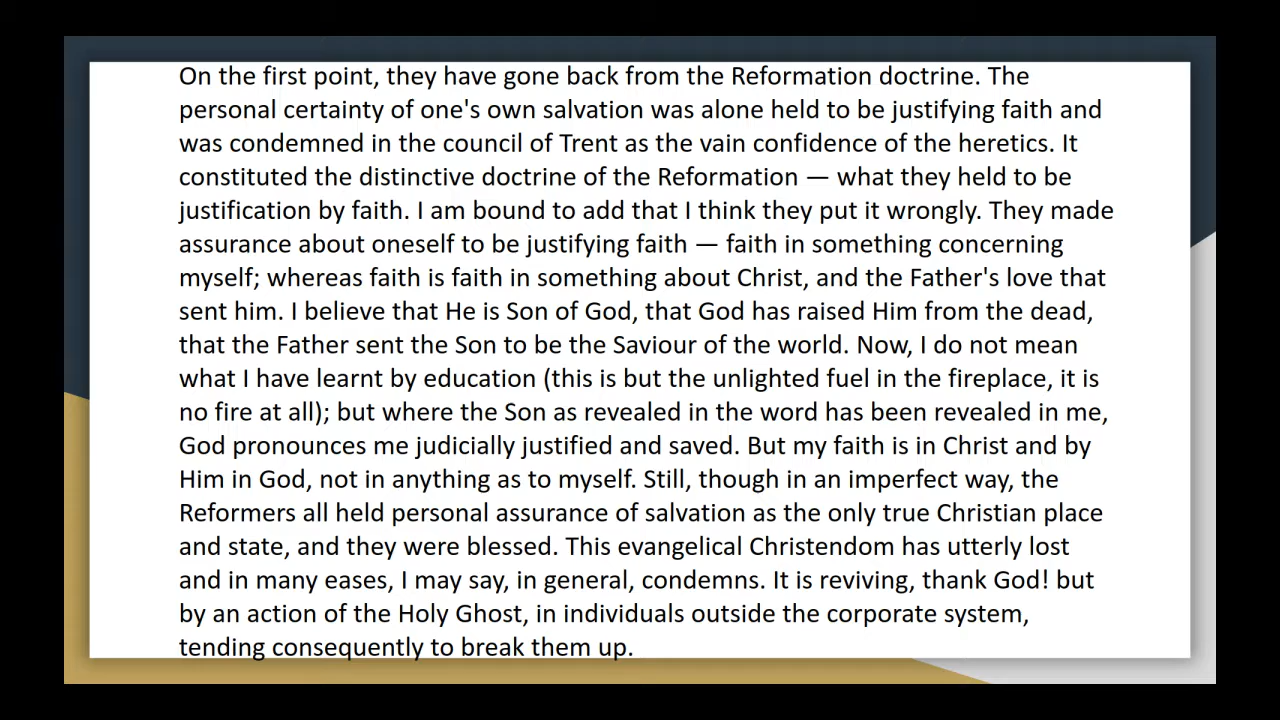 On the first point, they have gone back from the Reformation doctrine. The
personal certainty of one's own salvation was alone held to be justifying faith and
was condemned in the council of Trent as the vain confidence of the heretics. It
constituted the distinctive doctrine of the Reformation — what they held to be
justification by faith. I am bound to add that I think they put it wrongly. They made
assurance about oneself to be justifying faith — faith in something concerning
myself; whereas faith is faith in something about Christ, and the Father's love that
sent him. I believe that He is Son of God, that God has raised Him from the dead,
that the Father sent the Son to be the Saviour of the world. Now, I do not mean
what I have learnt by education (this is but the unlighted fuel in the fireplace, it is
no fire at all); but where the Son as revealed in the word has been revealed in me,
God pronounces me judicially justified and saved. But my faith is in Christ and by
Him in God, not in anything as to myself. Still, though in an imperfect way, the
Reformers all held personal assurance of salvation as the only true Christian place
and state, and they were blessed. This evangelical Christendom has utterly lost
and in many eases, I may say, in general, condemns. It is reviving, thank God! but
by an action of the Holy Ghost, in individuals outside the corporate system,
tending consequently to break them up.